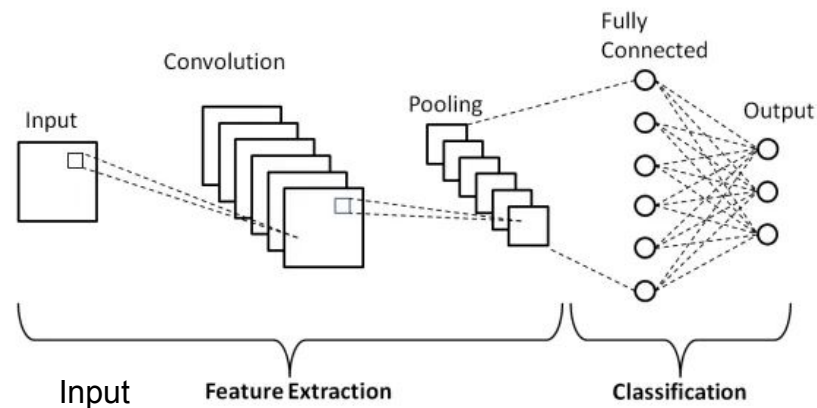 Fully
Connected
Convolution
Pooling
Input
Output
Input
Feature Extraction
Classification